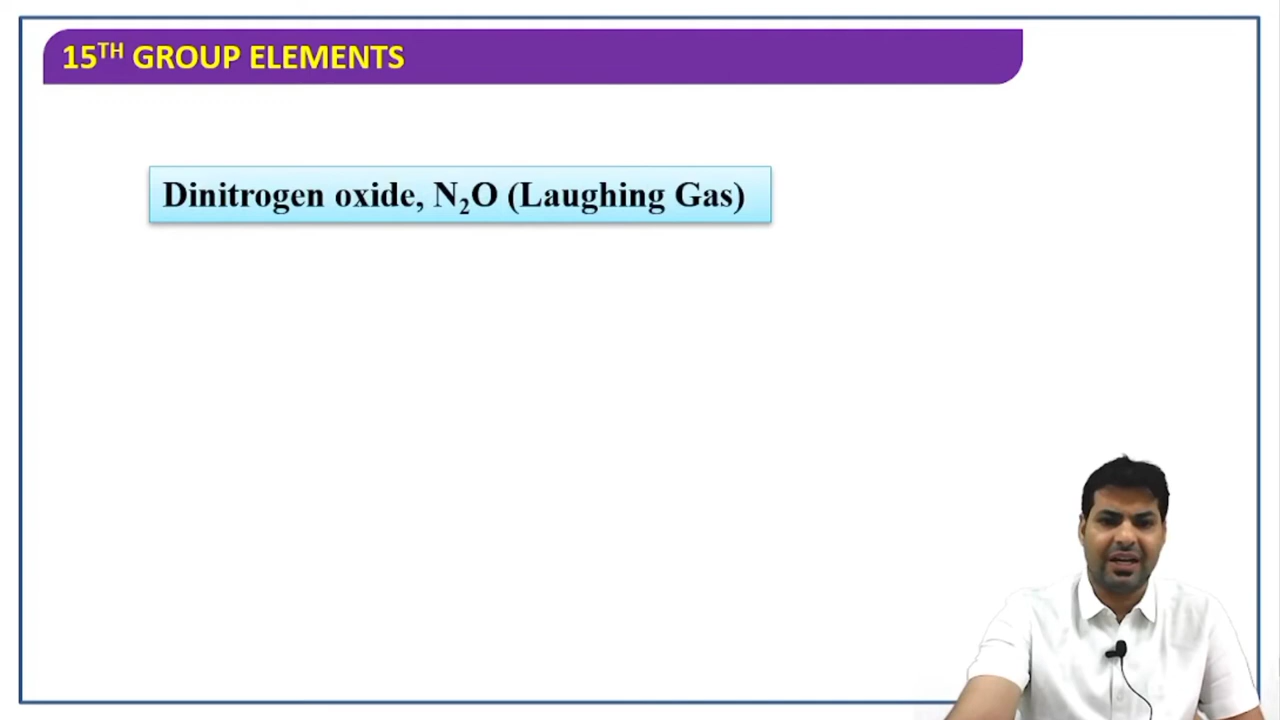 15TH GROUP ELEMENTS
Dinitrogen oxide, N2O (Laughing Gas)